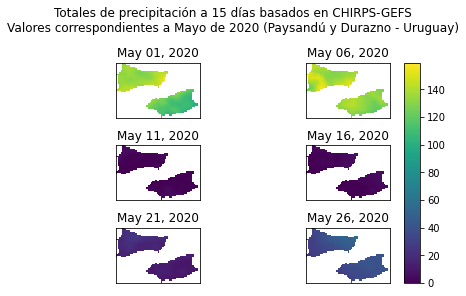 Totales de precipitación a 15 días basados en CHIRPS-GEFS
Valores correspondientes a Mayo de 2020 (Paysandú y Durazno - Uruguay)
May 01, 2020
May 06, 2020
May 11, 2020
May 16, 2020
May 21, 2020
May 26, 2020
140
120
100
80
60
40
20
0